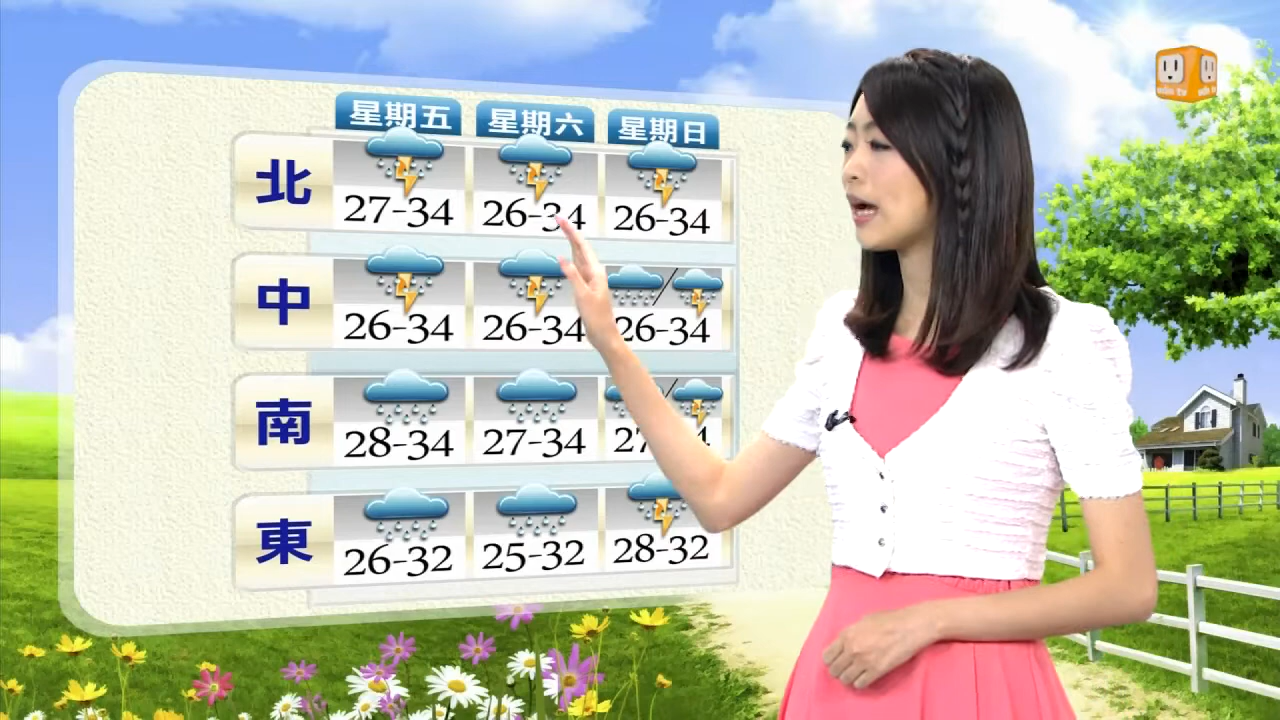 星期五 星期六 星期日
北 27-34 26-34 26-34
中 26-34 26-34 26-34
南 28-34 27-34
東 26-32 25-32 28-32